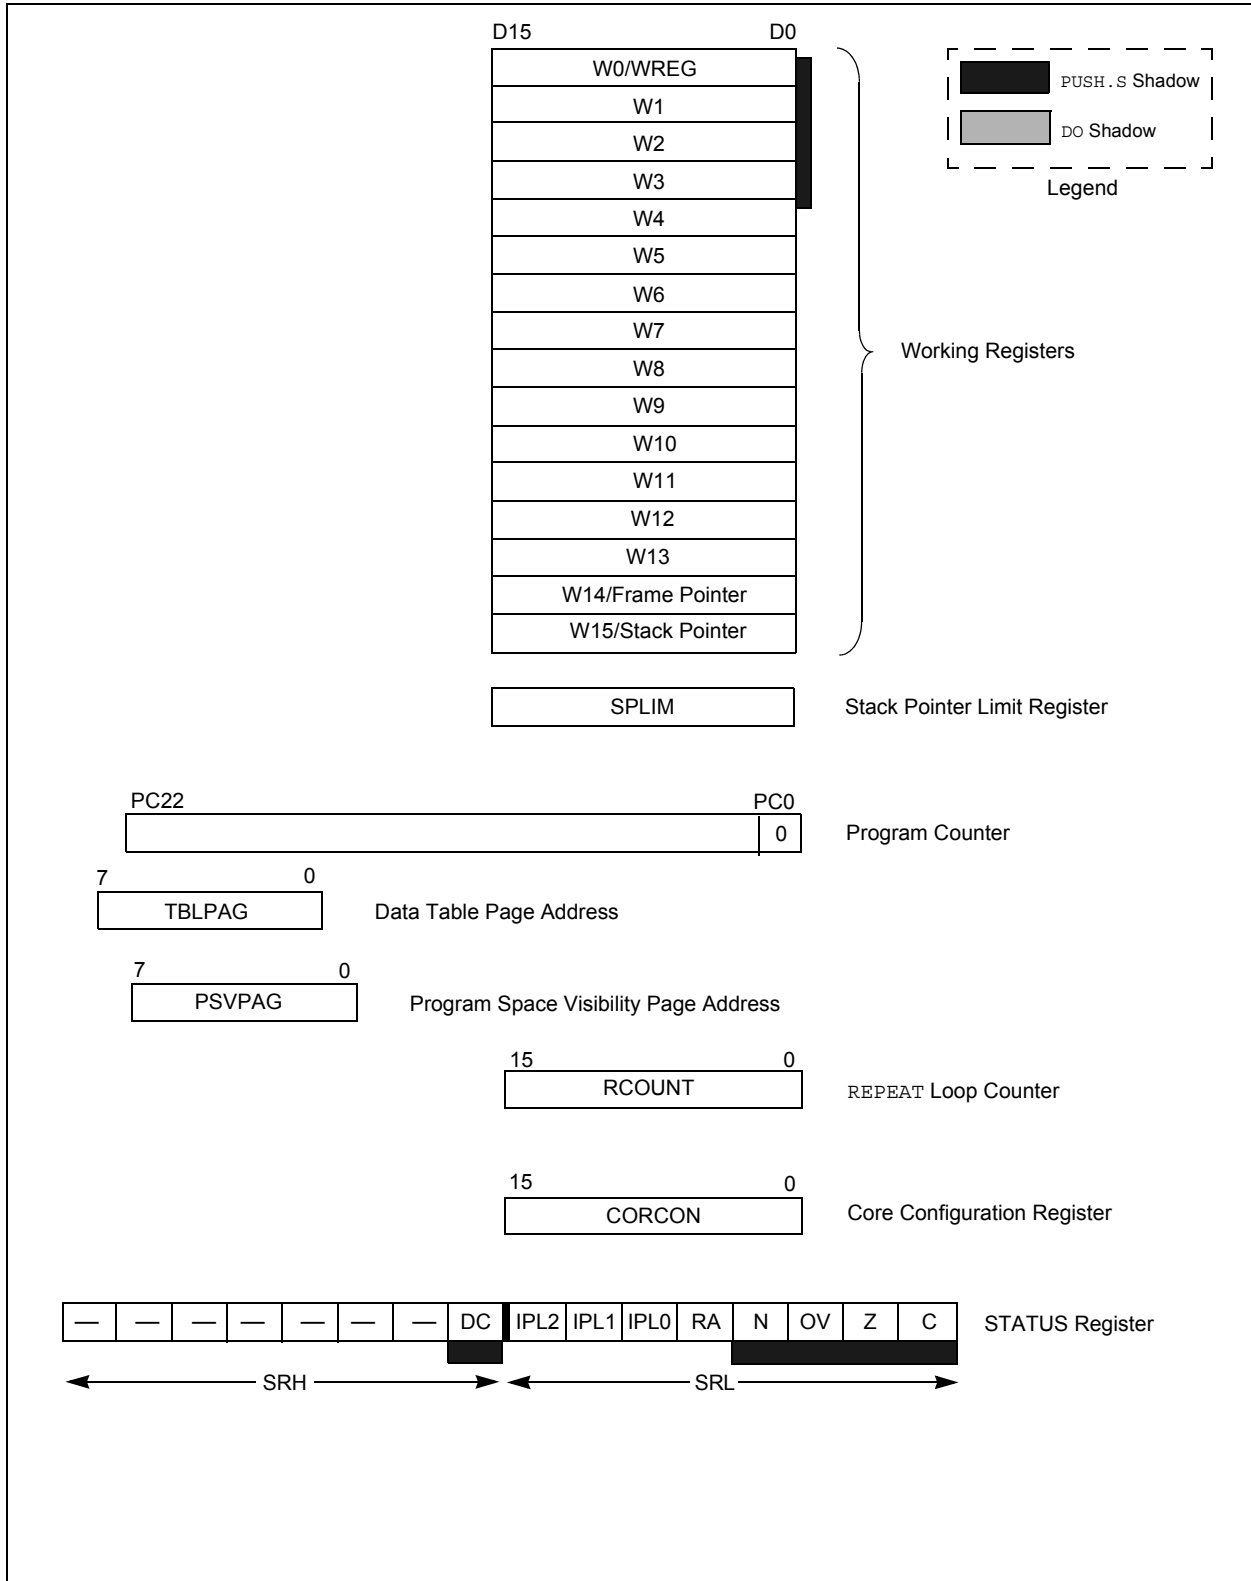 D15 D0
W0/WREG
W1
W2
W3
W4
W5
W6
W7
W8
W9
W10
W11
W12
W13
W14/Frame Pointer
W15/Stack Pointer
PUSH.S Shadow
DO Shadow
Legend
Working Registers
SPLIM Stack Pointer Limit Register
PC22 PC0
0 Program Counter
7 0
TBLPAG Data Table Page Address
7 0
PSVPAG Program Space Visibility Page Address
15 0
RCOUNT REPEAT Loop Counter
15 0
CORCON Core Configuration Register
— — — — — — — DC IPL2 IPL1 IPL0 RA N OV Z C STATUS Register
SRH SRL